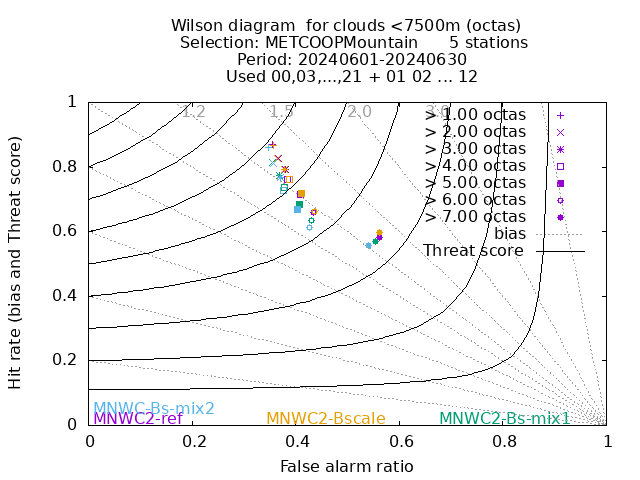 Wilson diagram  for clouds <7500m (octas)
Selection: METCOOPMountain      5 stations
Period: 20240601-20240630
Used 00,03,...,21 + 01 02 ... 12
Hit rate (bias and Threat score)
1
0.8
0.6
0.4
0.2
0
1.2 1.5 2.0 3.0
> 1.00 octas
> 2.00 octas
> 3.00 octas
> 4.00 octas
> 5.00 octas
> 6.00 octas
> 7.00 octas
bias
Threat score
MNWC-Bs-mix2
MNWC2-ref MNWC2-Bscale MNWC2-Bs-mix1
0 0.2 0.4 0.6 0.8 1
False alarm ratio